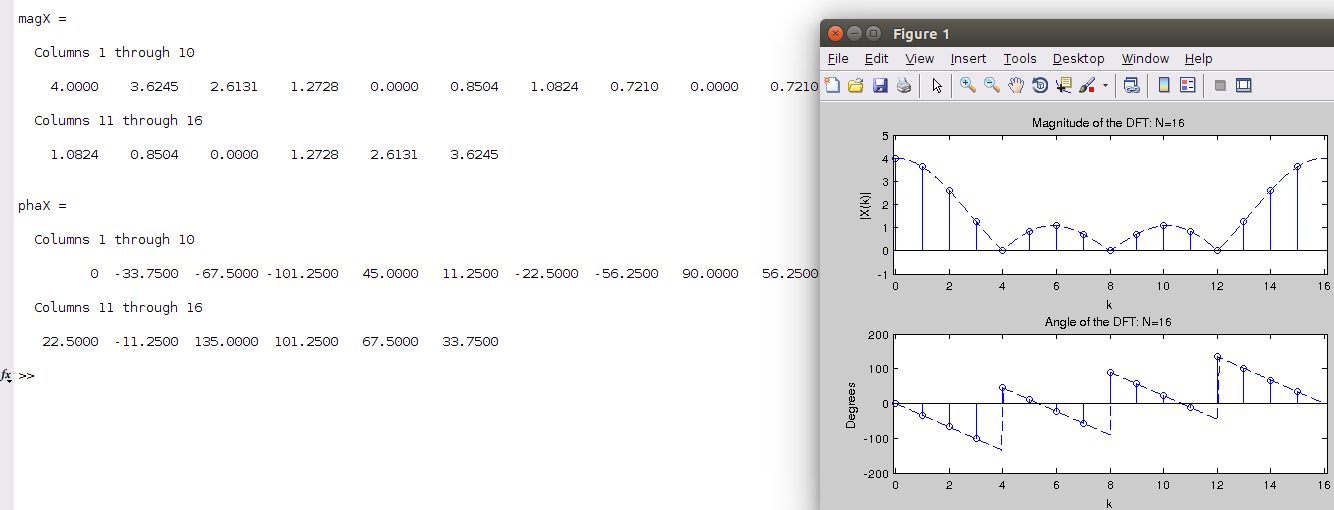 magX =
Columns 1 through 10
4.0000 3.6245 2.6131 1.2728 0.0000 0.8504 1.0824 0.7210 0.0000 0.7210
Columns 11 through 16
1.0824 0.8504 0.0000 1.2728 2.6131 3.6245
phaX =
Columns 1 through 10
0 -33.7500 -67.5000 -101.2500 45.0000 11.2500 -22.5000 -56.2500 90.0000 56.2500
Columns 11 through 16
22.5000 -11.2500 135.0000 101.2500 67.5000 33.7500
fx >>
Figure 1
File Edit View Insert Tools Desktop Window Help
Magnitude of the DFT: N=16
5
4
3
2
1
0
-1
|X(k)|
0 2 4 6 8 10 12 14 16
k
Angle of the DFT: N=16
200
100
0
-100
-200
Degrees
0 2 4 6 8 10 12 14 16
k